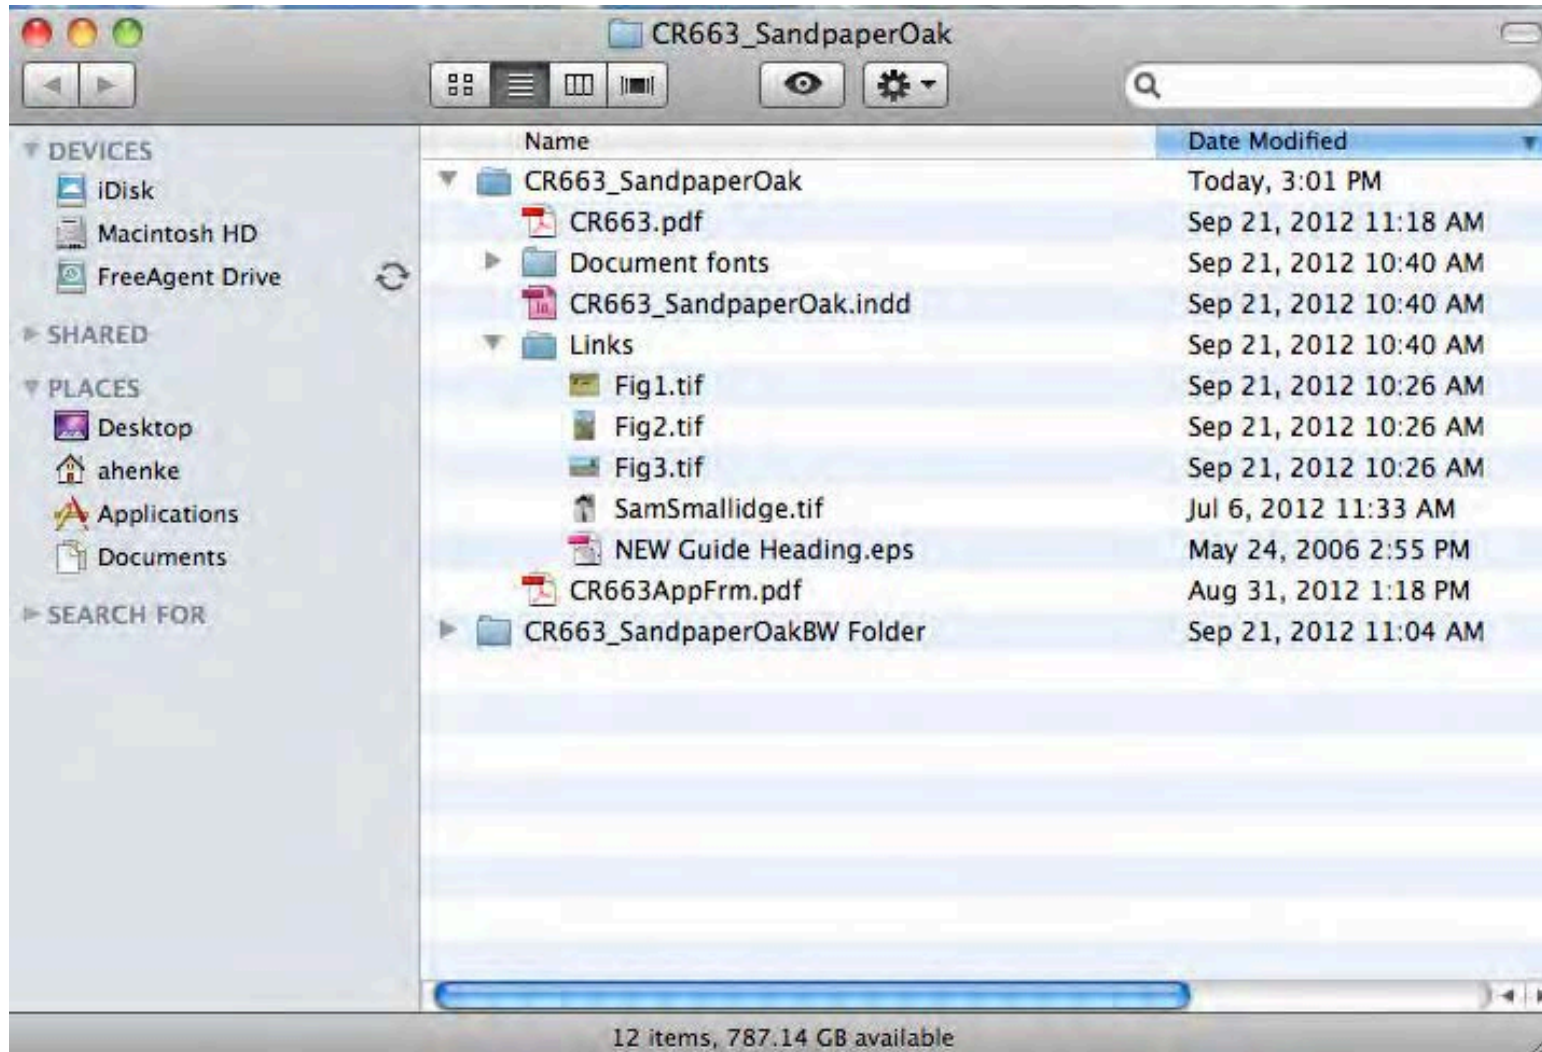 CR663_SandpaperOak
DEVICES
iDisk
Macintosh HD
FreeAgent Drive
SHARED
PLACES
Desktop
ahenke
Applications
Documents
SEARCH FOR
Name Date Modified
CR663_SandpaperOak Today, 3:01 PM
CR663.pdf Sep 21, 2012 11:18 AM
Document fonts Sep 21, 2012 10:40 AM
CR663_SandpaperOak.indd Sep 21, 2012 10:40 AM
Links Sep 21, 2012 10:40 AM
Fig1.tif Sep 21, 2012 10:26 AM
Fig2.tif Sep 21, 2012 10:26 AM
Fig3.tif Sep 21, 2012 10:26 AM
SamSmallidge.tif Jul 6, 2012 11:33 AM
NEW Guide Heading.eps May 24, 2006 2:55 PM
CR663AppFrm.pdf Aug 31, 2012 1:18 PM
CR663_SandpaperOakBW Folder Sep 21, 2012 11:04 AM
12 items, 787.14 GB available